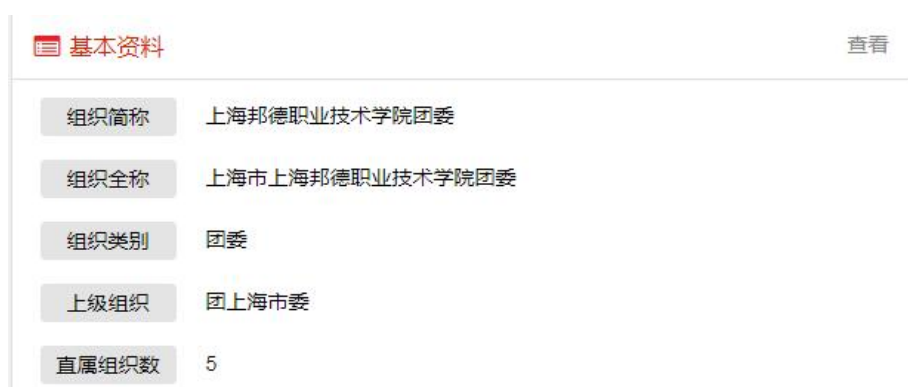 基本资料 查看
组织简称 上海邦德职业技术学院团委
组织全称 上海市上海邦德职业技术学院团委
组织类别 团委
上级组织 团上海市委
直属组织数 5